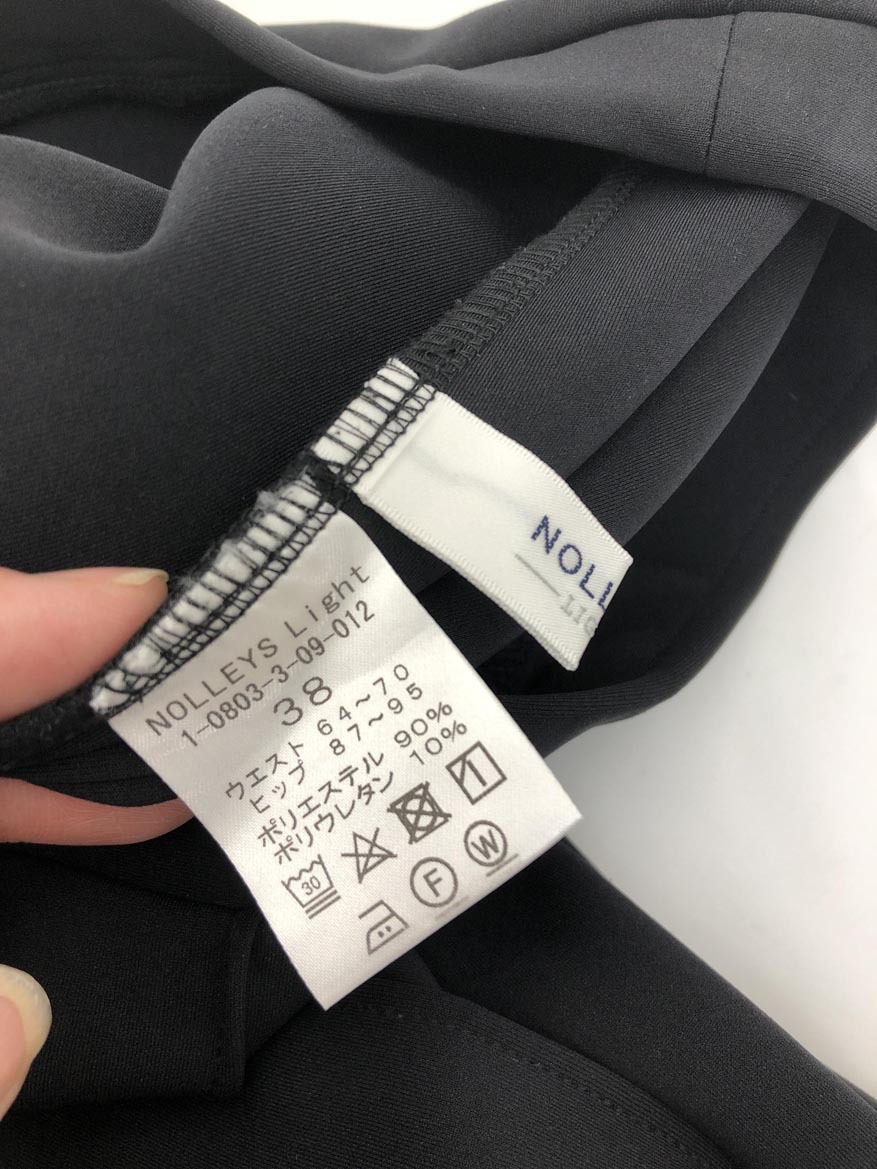 NOLLEYS Light
1-0803-3-09-012
38
ウエスト 64~70
ヒップ 87~95
ポリエステル 90%
ポリウレタン 10%
30
F
W
NOLL
LIG